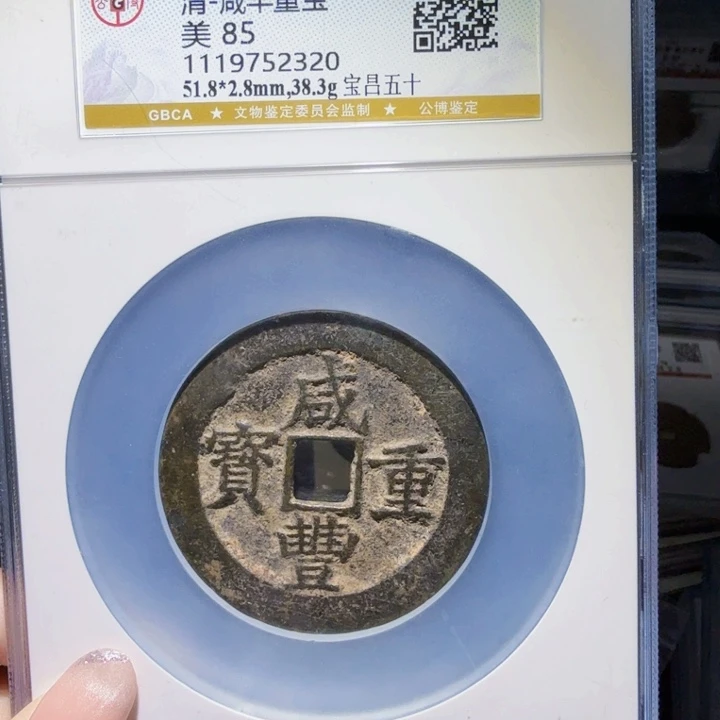 清-咸丰重宝
美 85
1119752320
51.8*2.8mm,38.3g 宝吕五十
GBCA ★ 文物鉴定委员会监制 ★ 公博鉴定
咸
寶 重
豐